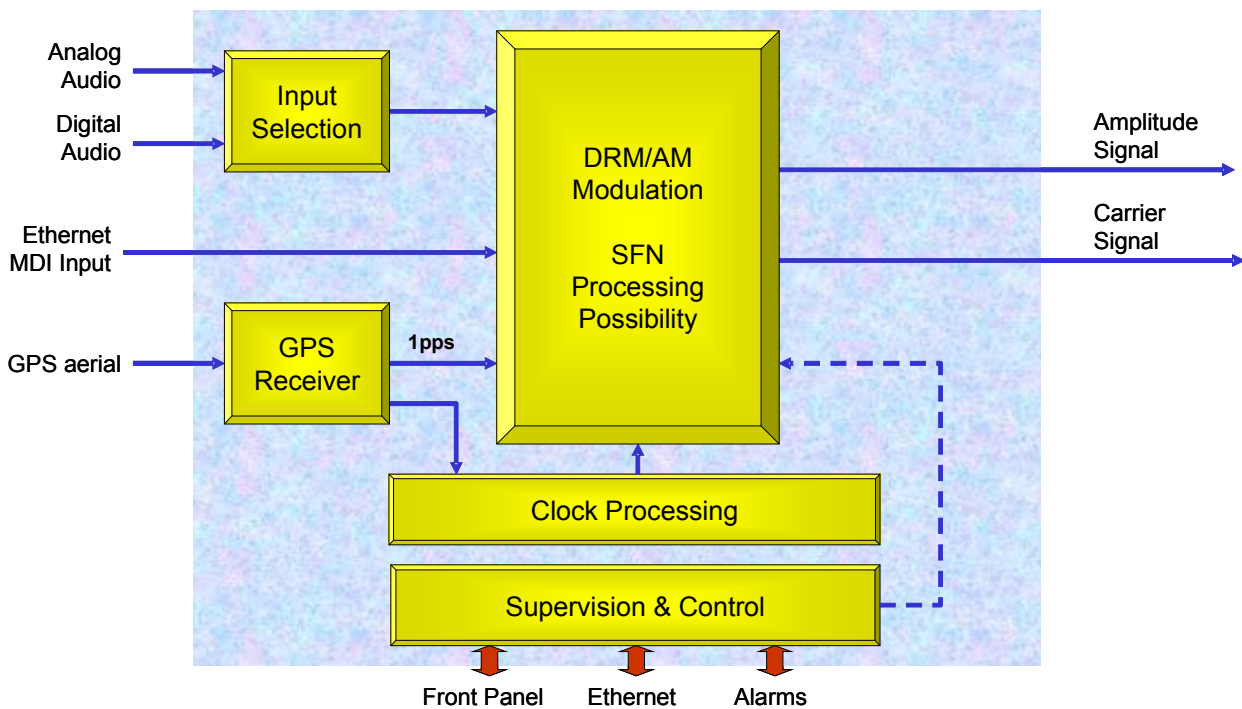 Analog
Audio
Digital
Audio
Input
Selection
Ethernet
MDI Input
GPS aerial
GPS
Receiver
1pps
DRM/AM
Modulation
SFN
Processing
Possibility
Amplitude
Signal
Carrier
Signal
Clock Processing
Supervision & Control
Front Panel
Ethernet
Alarms